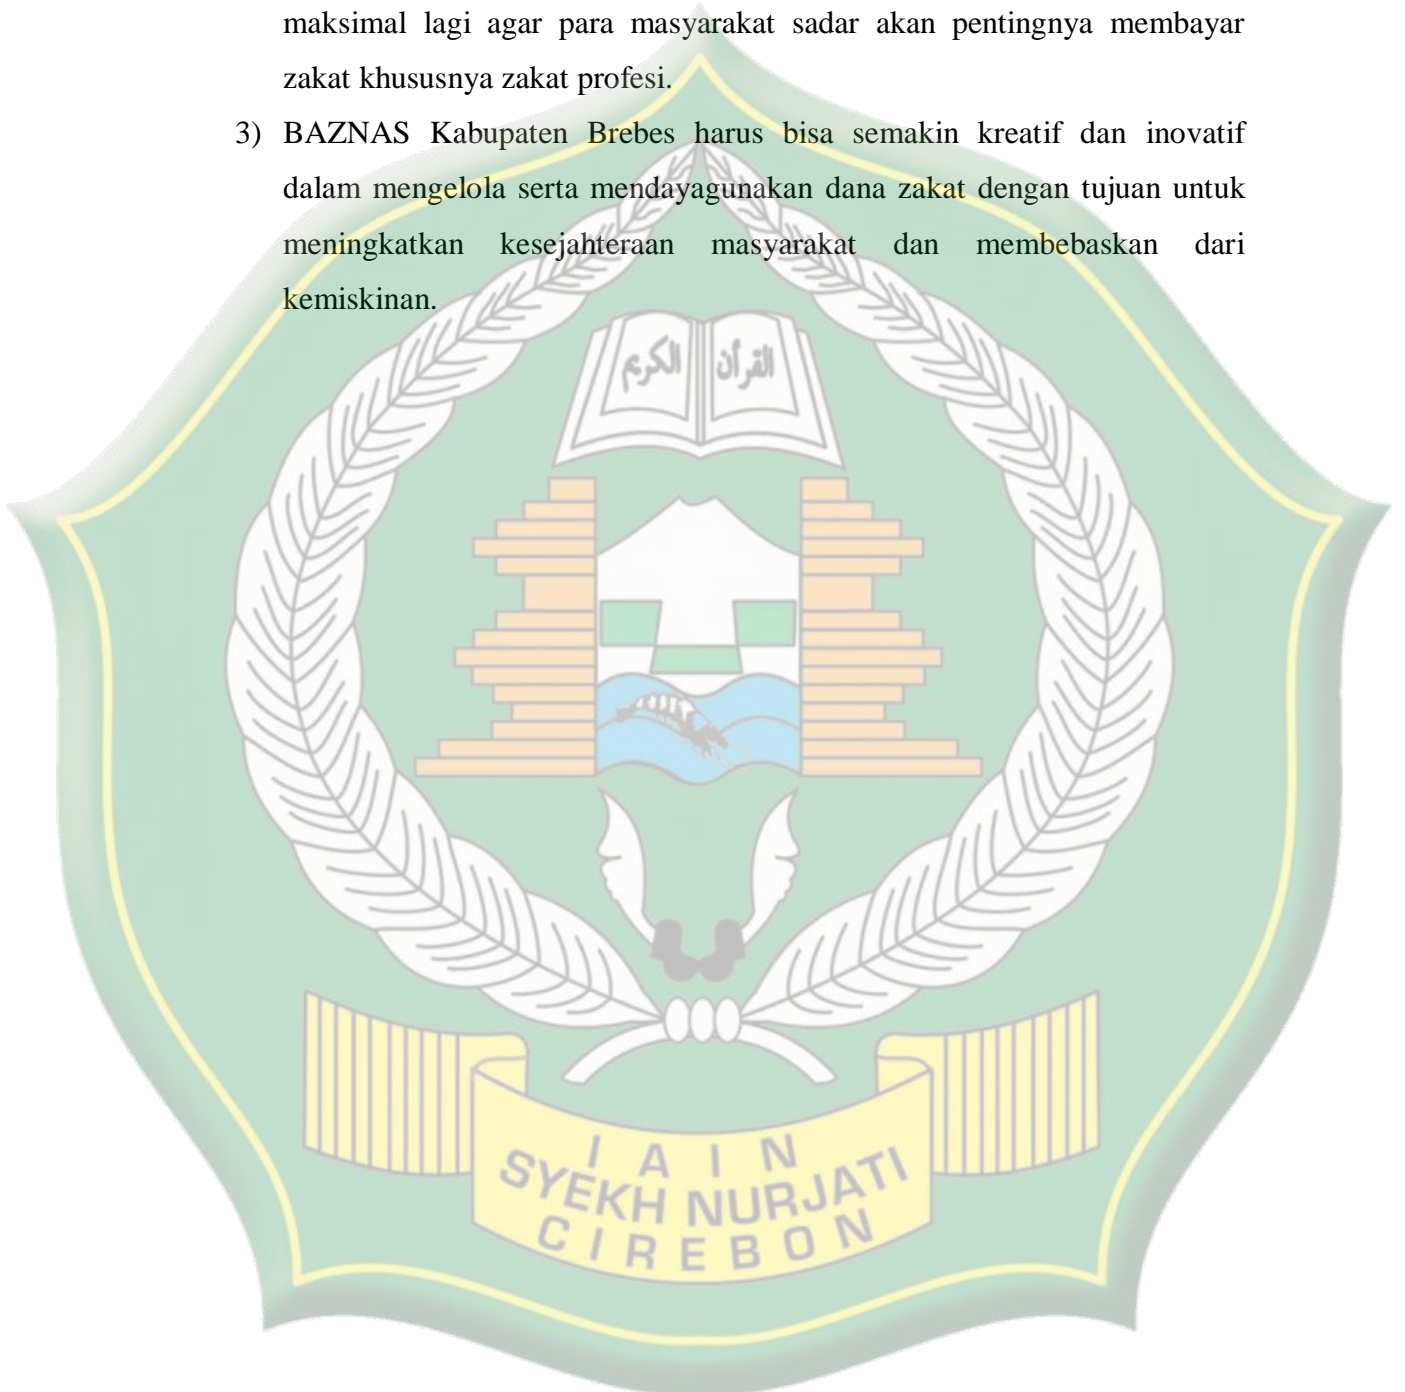 maksimal lagi agar para masyarakat sadar akan pentingnya membayar
zakat khususnya zakat profesi.
3) BAZNAS Kabupaten Brebes harus bisa semakin kreatif dan inovatif
dalam mengelola serta mendayagunakan dana zakat dengan tujuan untuk
meningkatkan kesejahteraan masyarakat dan membebaskan dari
kemiskinan.
القرأن الكريم
IAIN
SYEKH NURJATI
CIREBON